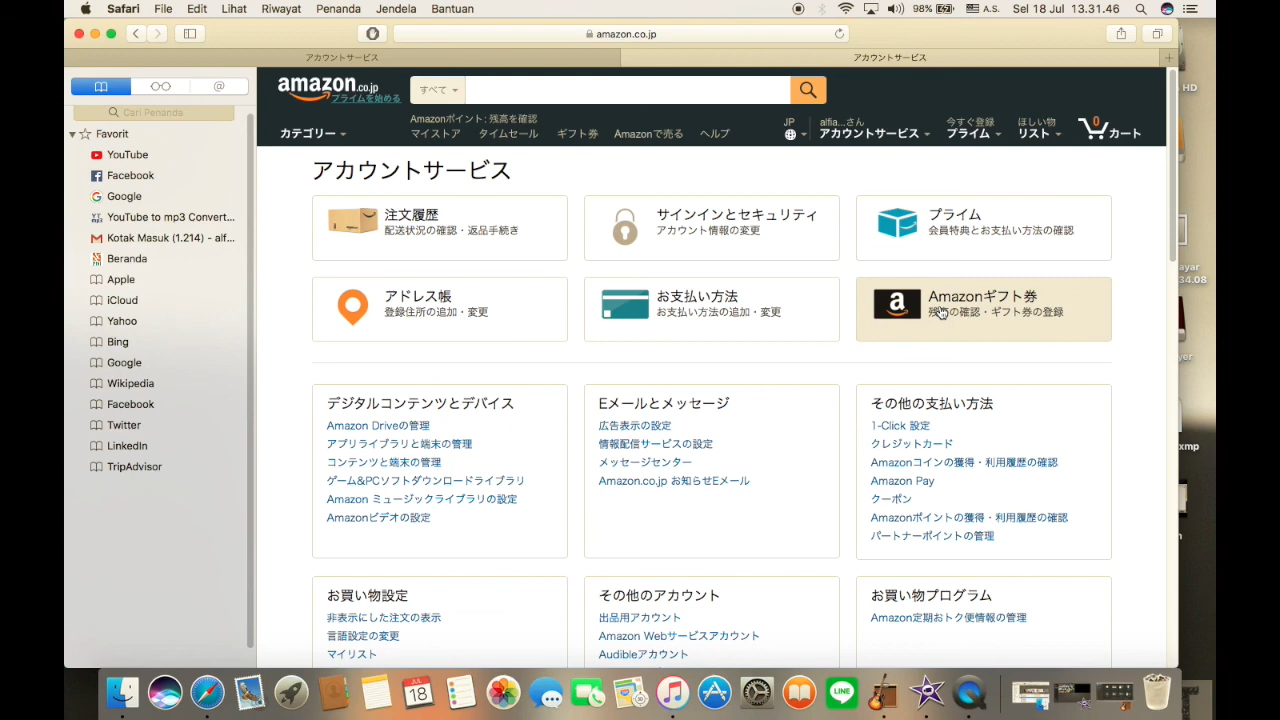 Safari File Edit Lihat Riwayat Penanda Jendela Bantuan 98% A.S. Sel 18 Jul 13.31.46
amazon.co.jp
アカウントサービス アカウントサービス
Cari Penanda
Favorit
YouTube
Facebook
Google
YouTube to mp3 Convert...
Kotak Masuk (1.214) - alf...
Beranda
Apple
iCloud
Yahoo
Bing
Google
Wikipedia
Facebook
Twitter
LinkedIn
TripAdvisor
amazon.co.jp
プライムを始める
すべて
Amazonポイント: 残高を確認
カテゴリー マイストア タイムセール ギフト券 Amazonで売る ヘルプ
JP
alfia...さん
アカウントサービス
今すぐ登録
プライム
ほしい物
リスト
0
カート
アカウントサービス
注文履歴
配送状況の確認・返品手続き
サインインとセキュリティ
アカウント情報の変更
プライム
会員特典とお支払い方法の確認
アドレス帳
登録住所の追加・変更
お支払い方法
お支払い方法の追加・変更
Amazonギフト券
の確認・ギフト券の登録
デジタルコンテンツとデバイス
Amazon Driveの管理
アプリライブラリと端末の管理
コンテンツと端末の管理
ゲーム&PCソフトダウンロードライブラリ
Amazon ミュージックライブラリの設定
Amazonビデオの設定
Eメールとメッセージ
広告表示の設定
情報配信サービスの設定
メッセージセンター
Amazon.co.jp お知らせEメール
その他の支払い方法
1-Click 設定
クレジットカード
Amazonコインの獲得・利用履歴の確認
Amazon Pay
クーポン
Amazonポイントの獲得・利用履歴の確認
パートナーポイントの管理
お買い物設定
非表示にした注文の表示
言語設定の変更
マイリスト
その他のアカウント
出品用アカウント
Amazon Webサービスアカウント
Audibleアカウント
お買い物プログラム
Amazon定期おトク便情報の管理
HD
ayar
34.08
yer
xmp
JUL
18
LINE